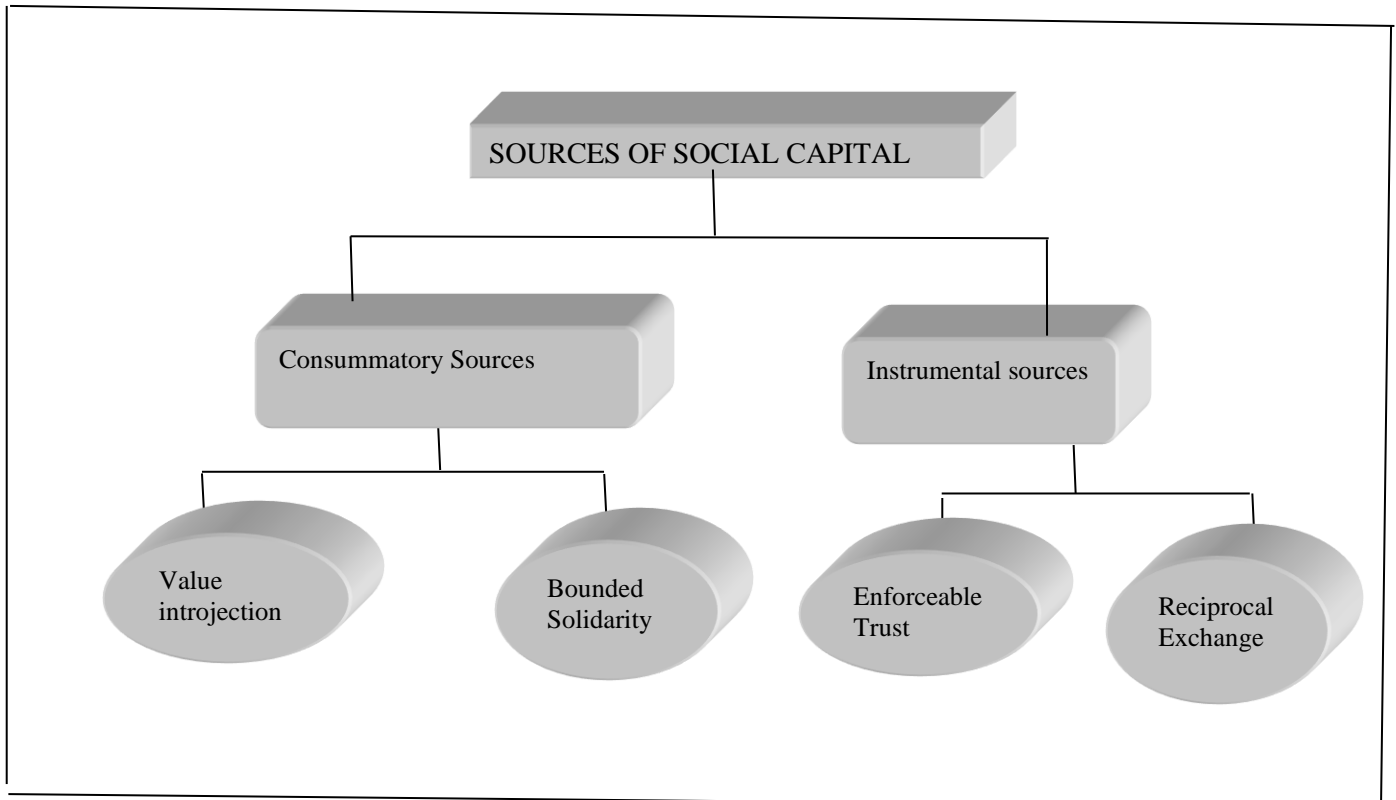 SOURCES OF SOCIAL CAPITAL
Consummatory Sources
Instrumental sources
Value
introjection
Bounded
Solidarity
Enforceable
Trust
Reciprocal
Exchange